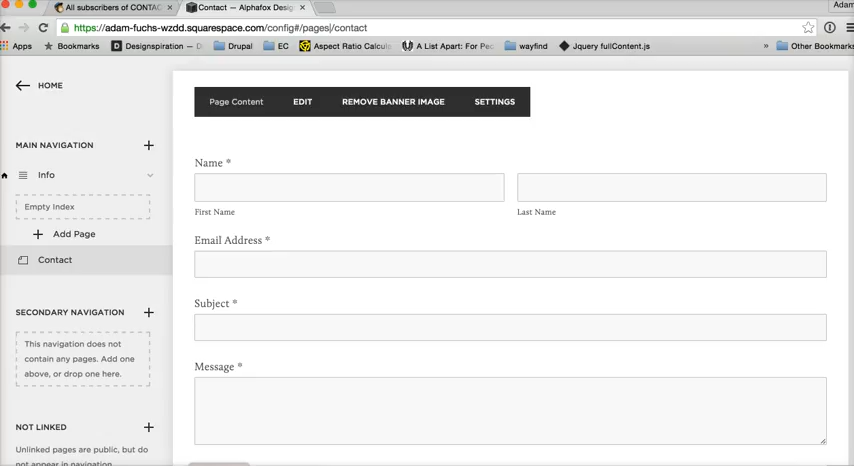 All subscribers of CONTAC
Contact — Alphafox Desig
Adam
https://adam-fuchs-wzdd.squarespace.com/config#/pages|/contact
Apps
Bookmarks
Designspiration — D
Drupal
EC
Aspect Ratio Calcula
A List Apart: For Peo
wayfind
Jquery fullContent.js
»
Other Bookmarks
HOME
Page Content
EDIT
REMOVE BANNER IMAGE
SETTINGS
MAIN NAVIGATION
Info
Empty Index
Add Page
Contact
SECONDARY NAVIGATION
This navigation does not
contain any pages. Add one
above, or drop one here.
NOT LINKED
Unlinked pages are public, but do
not appear in navigation
Name *
First Name
Last Name
Email Address *
Subject *
Message *